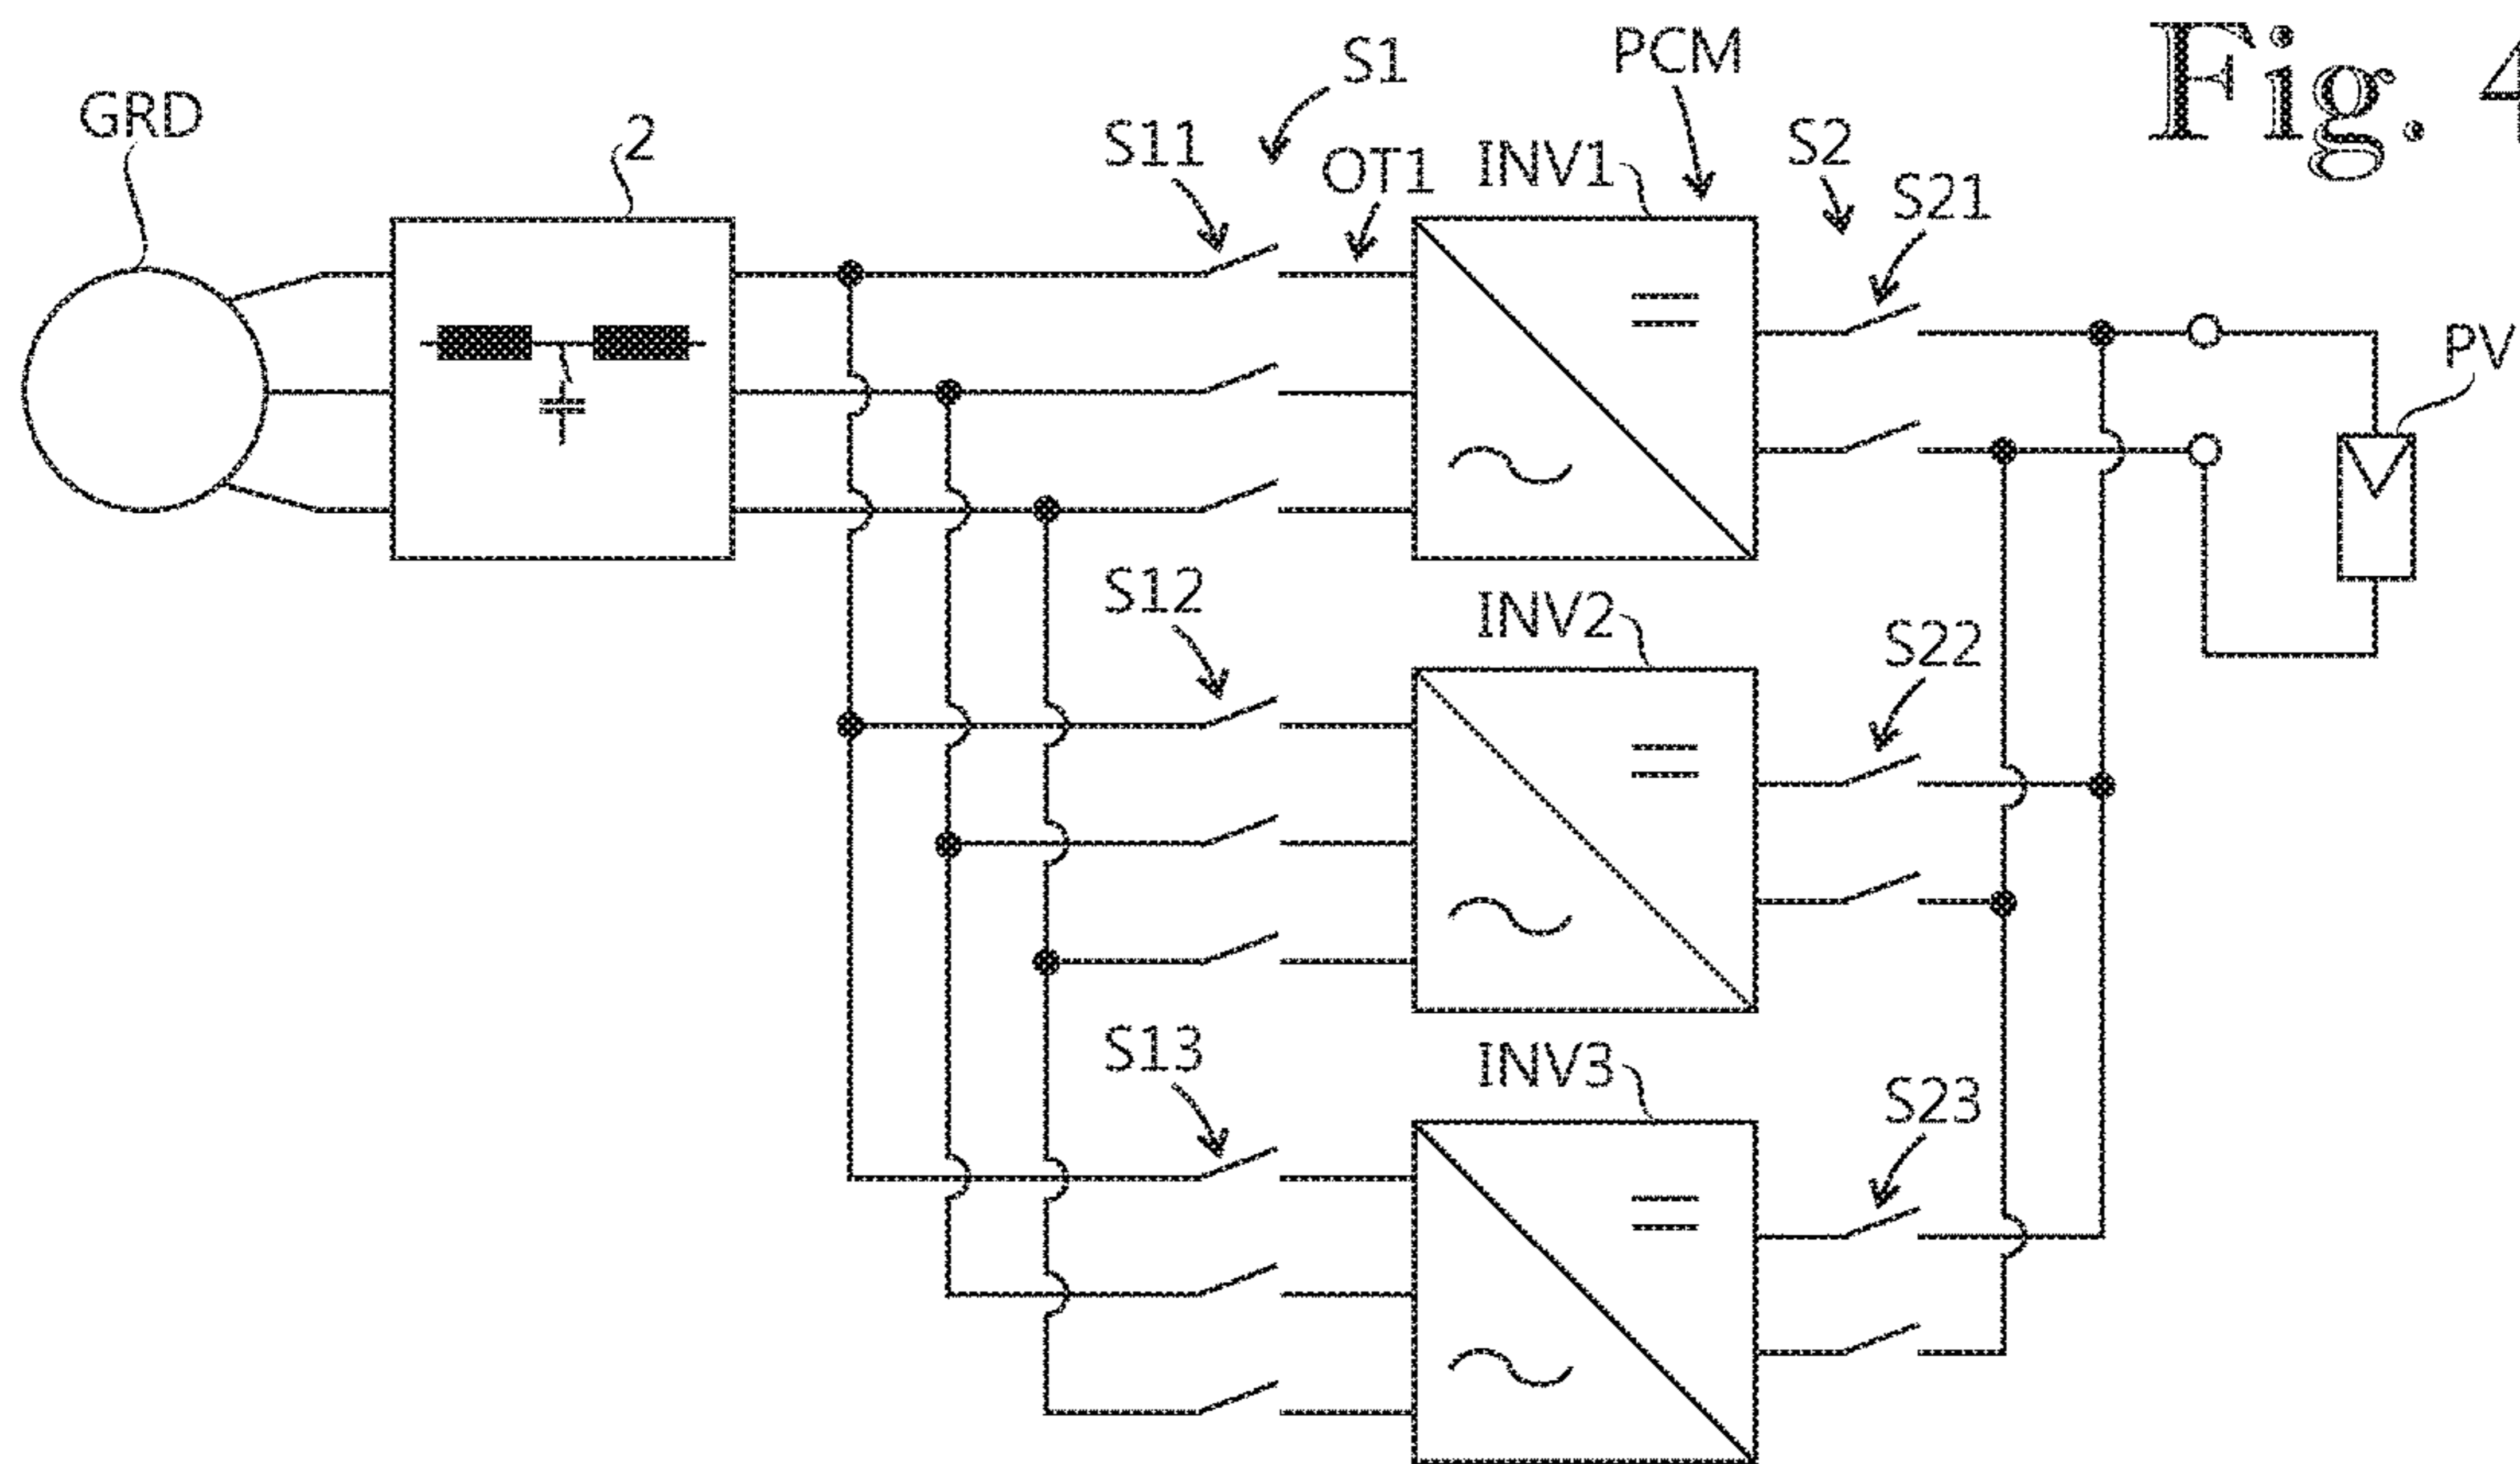 Fig. 4
GRD
2
S1
S11
OT1
INV1
PCM
S2
S21
PV
S12
INV2
S22
S13
INV3
S23